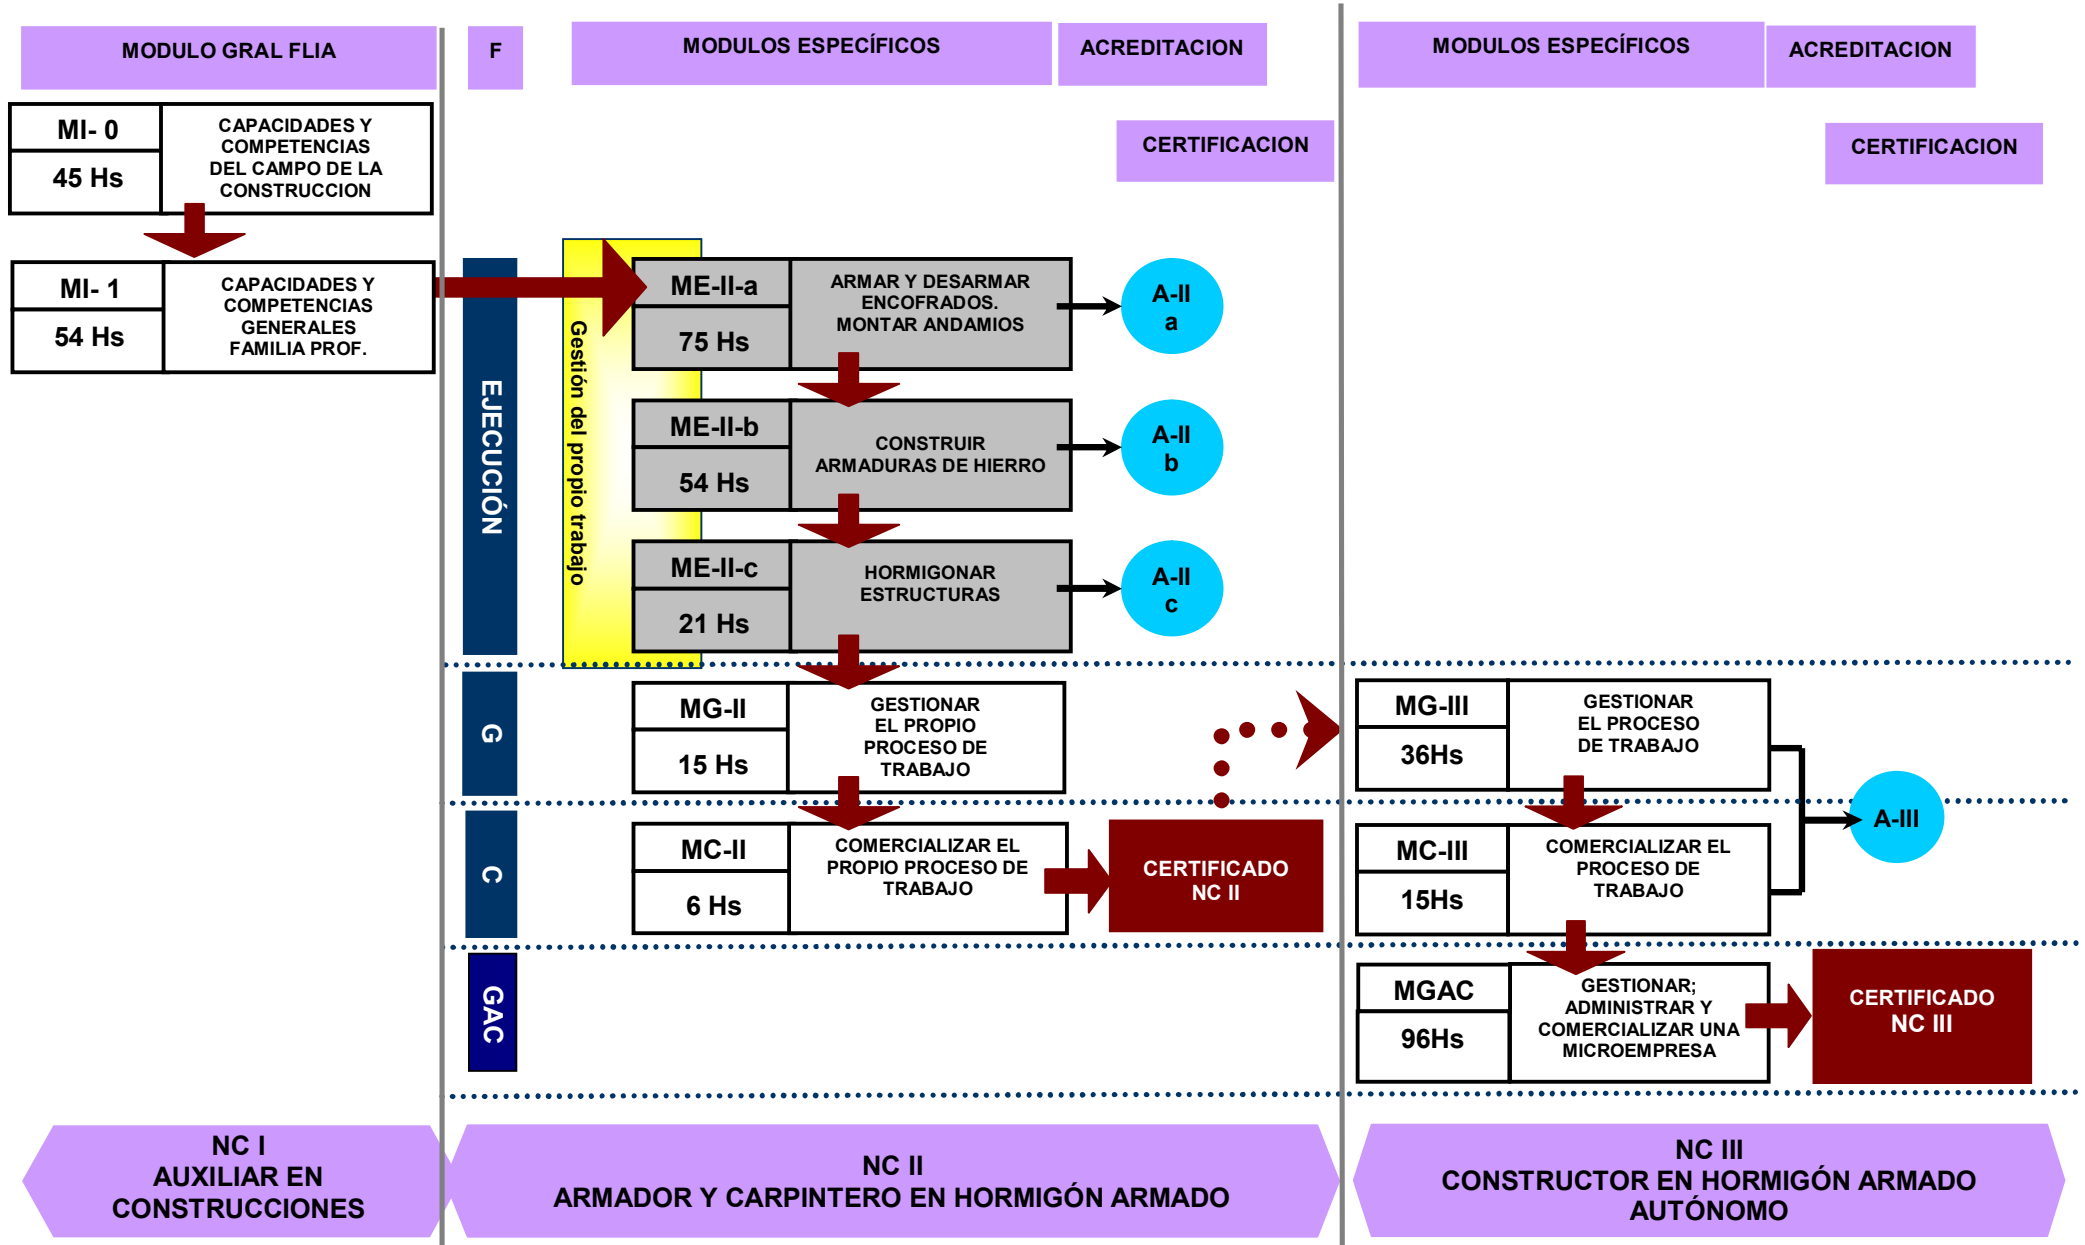 MODULO GRAL FLIA
F
MODULOS ESPECÍFICOS
ACREDITACION
MODULOS ESPECÍFICOS
ACREDITACION
CERTIFICACION
CERTIFICACION
MI- 0
45 Hs
CAPACIDADES Y
COMPETENCIAS
DEL CAMPO DE LA
CONSTRUCCION
MI- 1
54 Hs
CAPACIDADES Y
COMPETENCIAS
GENERALES
FAMILIA PROF.
EJECUCIÓN
Gestión del propio trabajo
ME-II-a
75 Hs
ARMAR Y DESARMAR
ENCOFRADOS.
MONTAR ANDAMIOS
A-II
a
ME-II-b
54 Hs
CONSTRUIR
ARMADURAS DE HIERRO
A-II
b
ME-II-c
21 Hs
HORMIGONAR
ESTRUCTURAS
A-II
c
G
MG-II
15 Hs
GESTIONAR
EL PROPIO
PROCESO DE
TRABAJO
MG-III
36Hs
GESTIONAR
EL PROCESO
DE TRABAJO
C
MC-II
6 Hs
COMERCIALIZAR EL
PROPIO PROCESO DE
TRABAJO
CERTIFICADO
NC II
MC-III
15Hs
COMERCIALIZAR EL
PROCESO DE
TRABAJO
A-III
GAC
MGAC
96Hs
GESTIONAR;
ADMINISTRAR Y
COMERCIALIZAR UNA
MICROEMPRESA
CERTIFICADO
NC III
NC I
AUXILIAR EN
CONSTRUCCIONES
NC II
ARMADOR Y CARPINTERO EN HORMIGÓN ARMADO
NC III
CONSTRUCTOR EN HORMIGÓN ARMADO
AUTÓNOMO